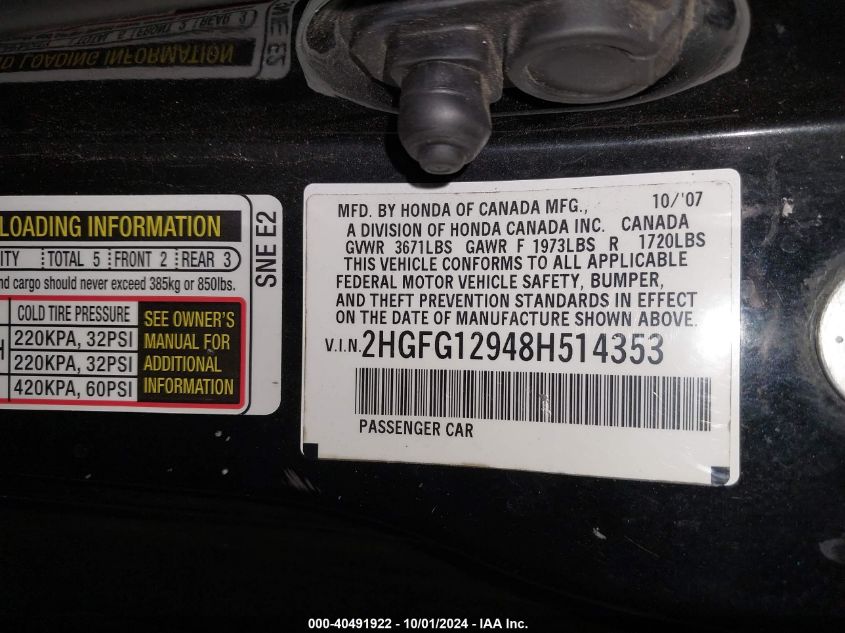 LOADING INFORMATION
ITY TOTAL 5 FRONT 2 REAR 3
nd cargo should never exceed 385kg or 850lbs.
COLD TIRE PRESSURE
220KPA, 32PSI
220KPA, 32PSI
420KPA, 60PSI
SEE OWNER'S
MANUAL FOR
ADDITIONAL
INFORMATION
SNE E2
MFD. BY HONDA OF CANADA MFG., 10/'07
A DIVISION OF HONDA CANADA INC. CANADA
GVWR 3671LBS GAWR F 1973LBS R 1720LBS
THIS VEHICLE CONFORMS TO ALL APPLICABLE
FEDERAL MOTOR VEHICLE SAFETY, BUMPER,
AND THEFT PREVENTION STANDARDS IN EFFECT
ON THE DATE OF MANUFACTURE SHOWN ABOVE.
V.I.N. 2HGFG12948H514353
PASSENGER CAR
000-40491922 - 10/01/2024 - IAA Inc.